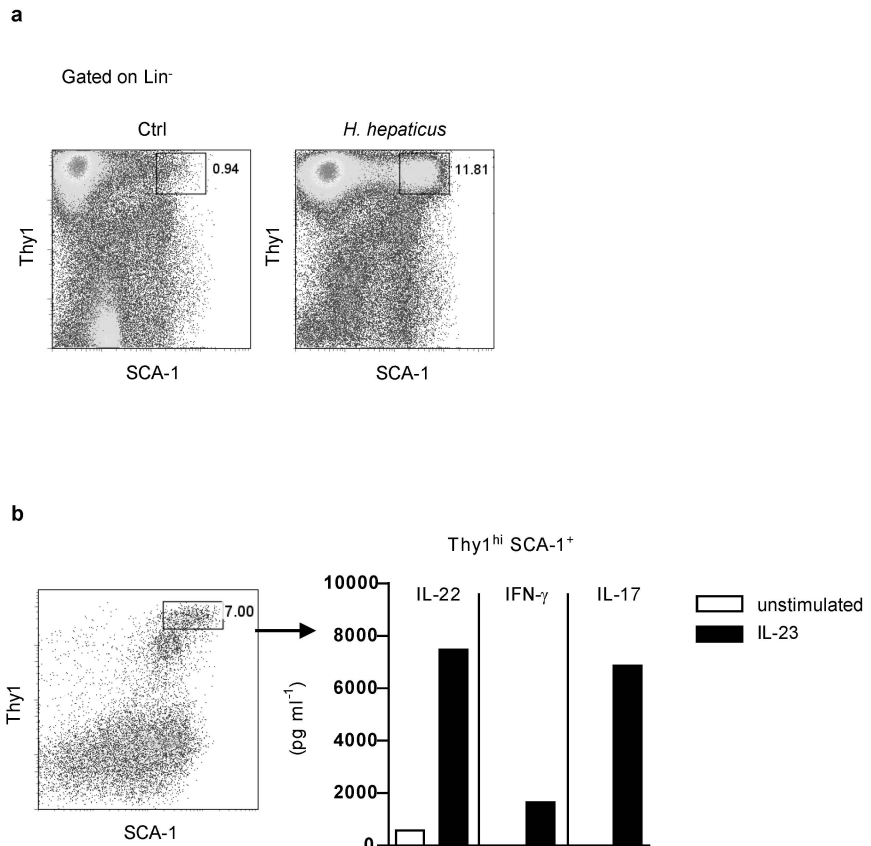 a
Gated on Lin-
Ctrl
H. hepaticus
0.94
11.81
Thy1
Thy1
SCA-1
SCA-1
b
Thy1hi SCA-1+
10000
8000
6000
4000
2000
0
(pg ml-1)
IL-22
IFN-γ
IL-17
unstimulated
IL-23
7.00
Thy1
SCA-1